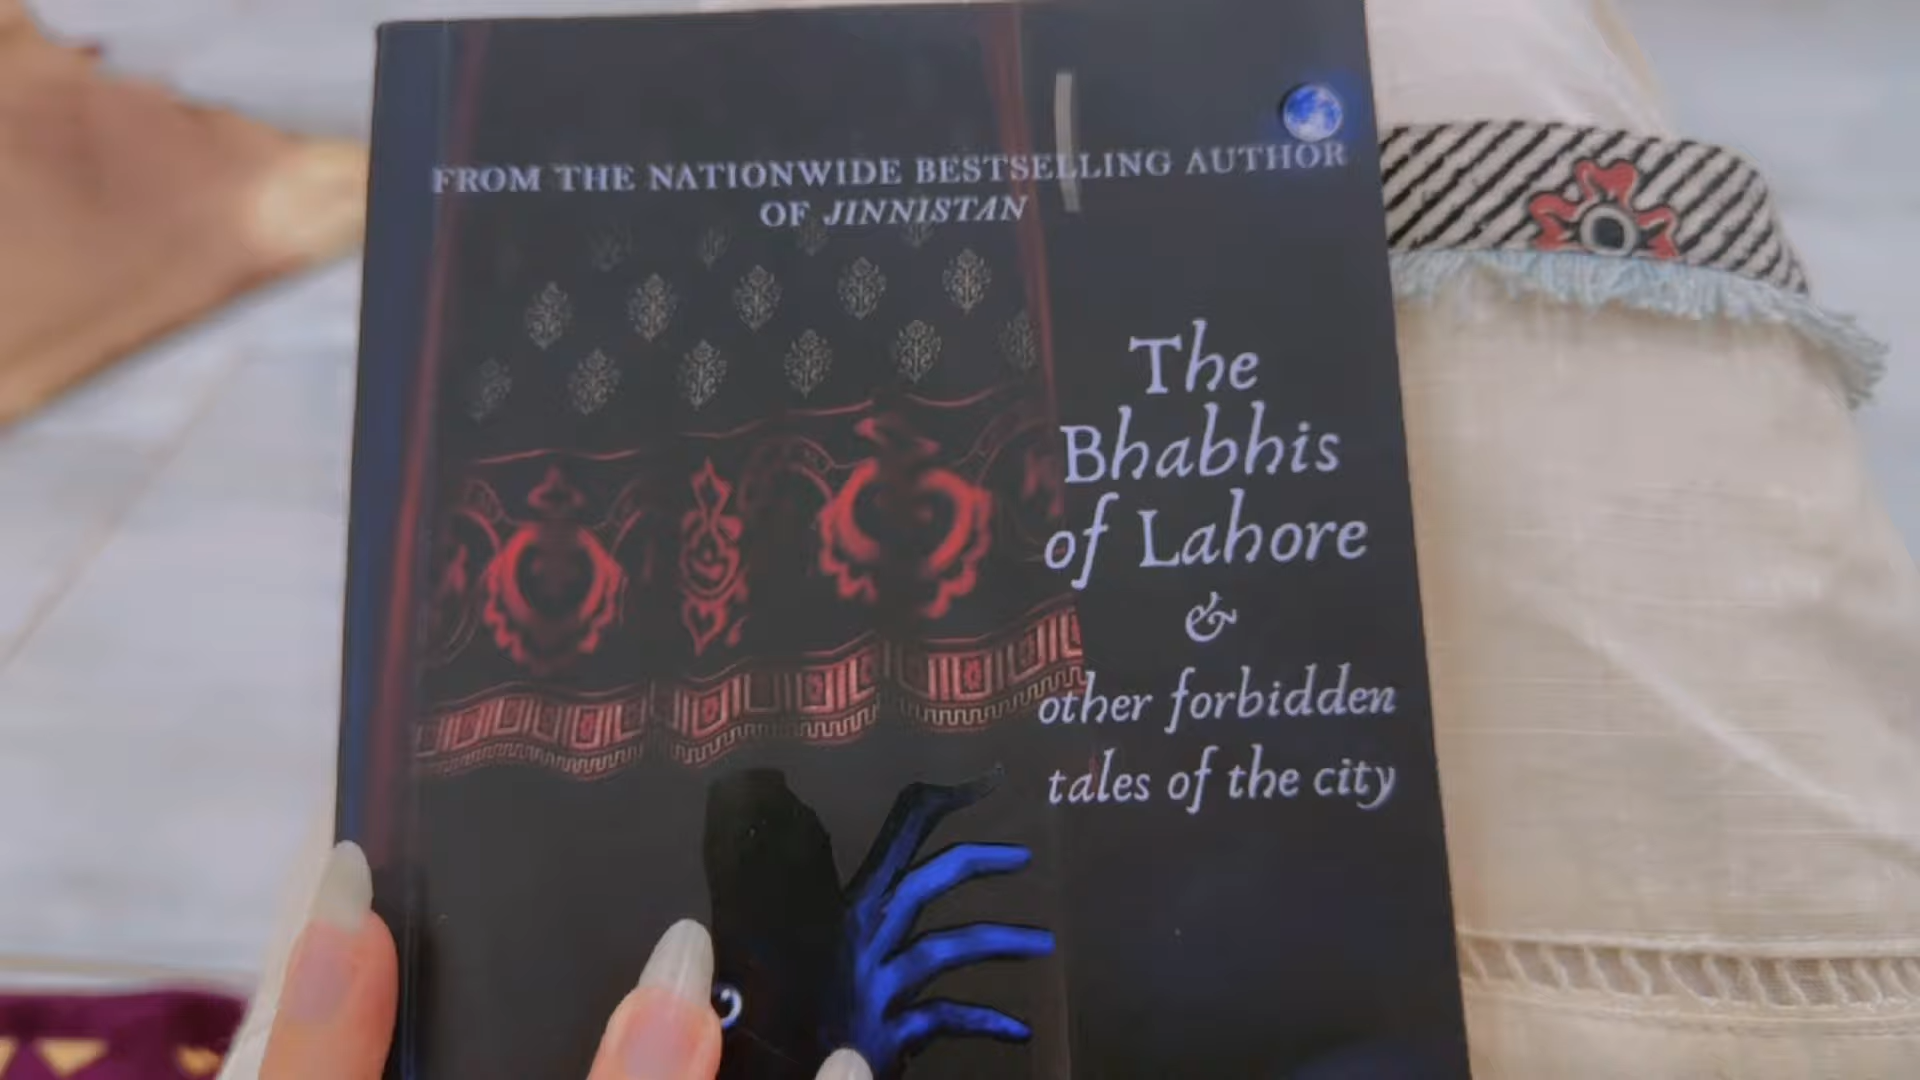 FROM THE NATIONWIDE BESTSELLING AUTHOR
OF JINNISTAN
The
Bhabhis
of Lahore
&
other forbidden
tales of the city